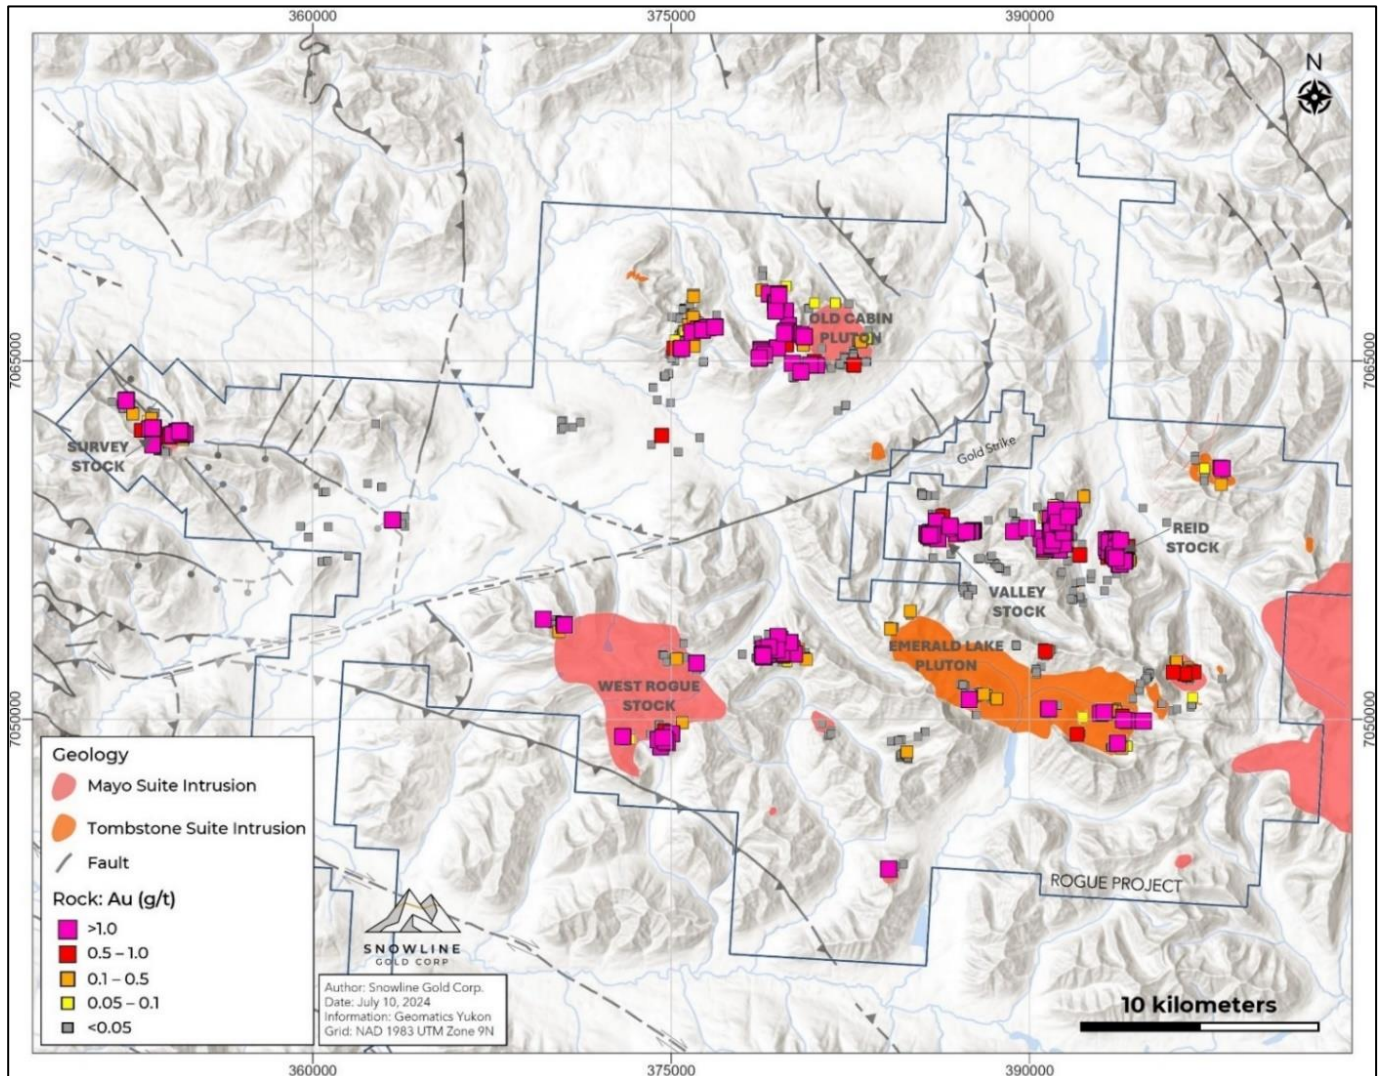 360000
375000
390000
N
7065000
7065000
OLD CABIN
PLUTON
SURVEY
STOCK
Gold Strike
REID
STOCK
VALLEY
STOCK
EMERALD LAKE
PLUTON
WEST ROGUE
STOCK
7050000
7050000
ROGUE PROJECT
Geology
Mayo Suite Intrusion
Tombstone Suite Intrusion
Fault
Rock: Au (g/t)
>1.0
0.5 – 1.0
0.1 – 0.5
0.05 – 0.1
<0.05
SNOWLINE
GOLD CORP
Author: Snowline Gold Corp.
Date: July 10, 2024
Information: Geomatics Yukon
Grid: NAD 1983 UTM Zone 9N
10 kilometers
360000
375000
390000